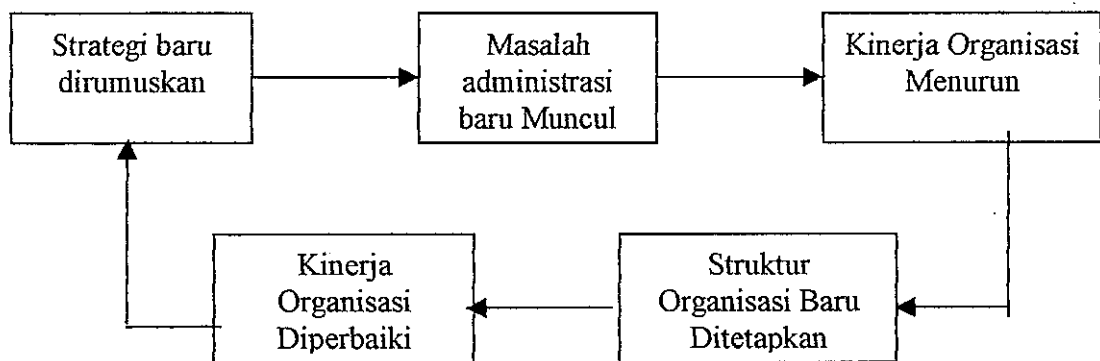 Strategi baru
dirumuskan
Masalah
administrasi
baru Muncul
Kinerja Organisasi
Menurun
Struktur
Organisasi Baru
Ditetapkan
Kinerja
Organisasi
Diperbaiki